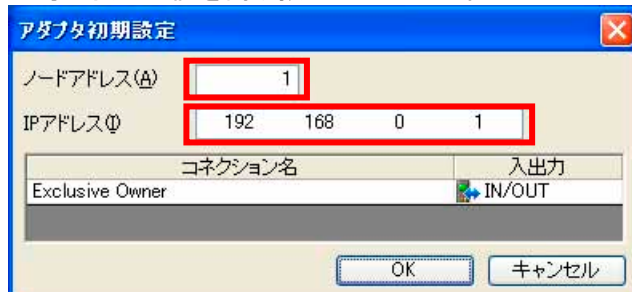 アダプタ初期設定
ノードアドレス(A) 1
IPアドレス(I) 192 168 0 1
コネクション名 入出力
Exclusive Owner IN/OUT
OK キャンセル